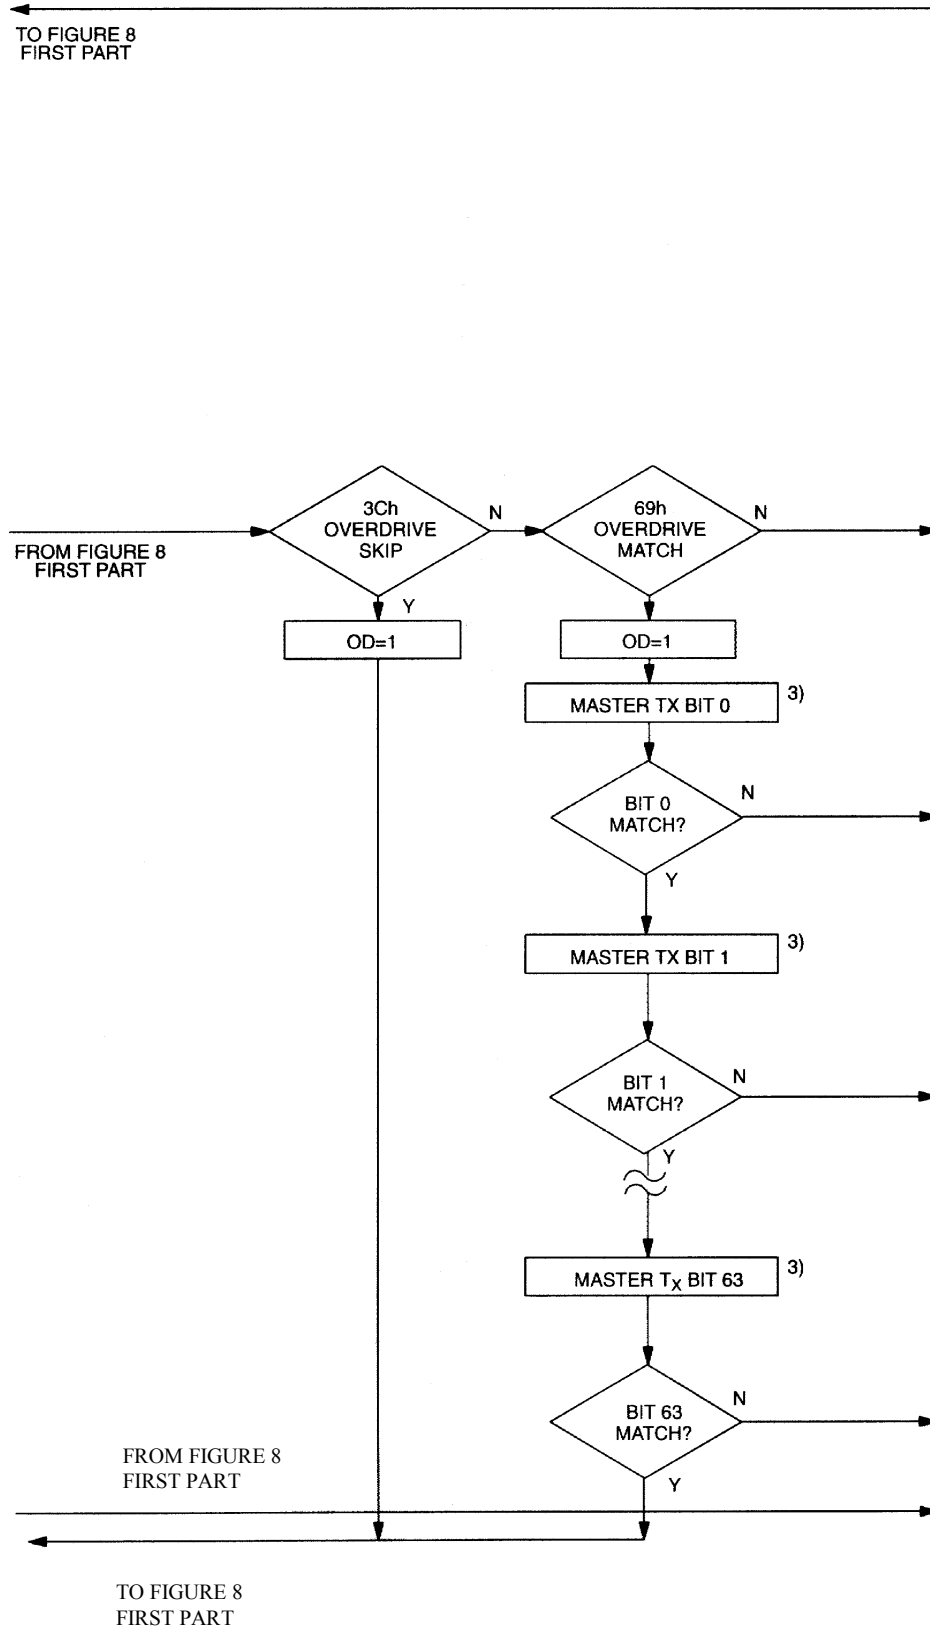 TO FIGURE 8
FIRST PART
3Ch
OVERDRIVE
SKIP
N
69h
OVERDRIVE
MATCH
N
FROM FIGURE 8
FIRST PART
Y
OD=1
OD=1
MASTER TX BIT 0
3)
BIT 0
MATCH?
N
Y
MASTER TX BIT 1
3)
BIT 1
MATCH?
N
Y
MASTER TX BIT 63
3)
BIT 63
MATCH?
N
Y
FROM FIGURE 8
FIRST PART
TO FIGURE 8
FIRST PART